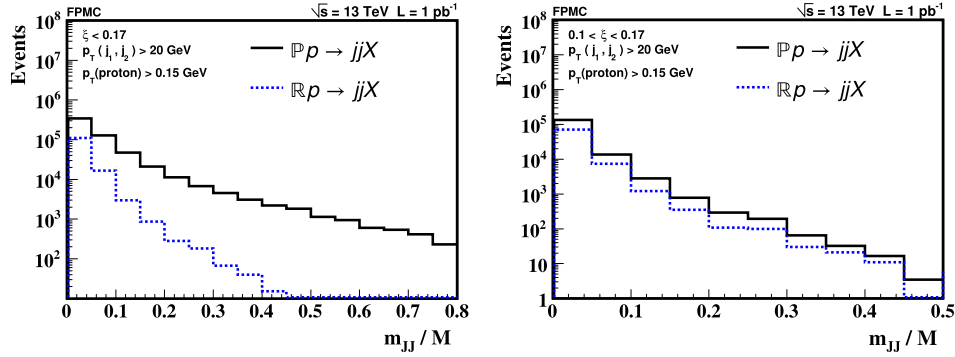 FPMC √s = 13 TeV L = 1 pb⁻¹
Events
10⁸
10⁷
10⁶
10⁵
10⁴
10³
10²
ξ < 0.17
p_T ( j₁, j₂ ) > 20 GeV
p_T(proton) > 0.15 GeV
ℙp → jjX
ℝp → jjX
0 0.1 0.2 0.3 0.4 0.5 0.6 0.7 0.8
m_JJ / M
FPMC √s = 13 TeV L = 1 pb⁻¹
Events
10⁸
10⁷
10⁶
10⁵
10⁴
10³
10²
10
1
0.1 < ξ < 0.17
p_T ( j₁, j₂ ) > 20 GeV
p_T(proton) > 0.15 GeV
ℙp → jjX
ℝp → jjX
0 0.1 0.2 0.3 0.4 0.5
m_JJ / M